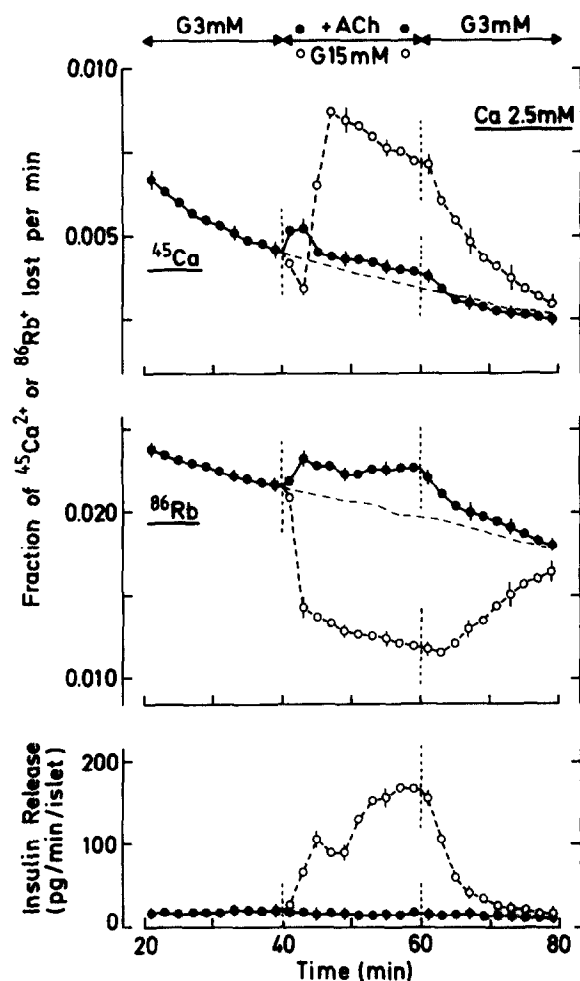 G3mM ● +ACh ● G3mM
○ G15mM ○
Ca 2.5mM
0.010
0.005
45Ca
Fraction of 45Ca2+ or 86Rb+ lost per min
0.020
86Rb
0.010
Insulin Release
(pg/min/islet)
200
100
0
20 40 60 80
Time (min)